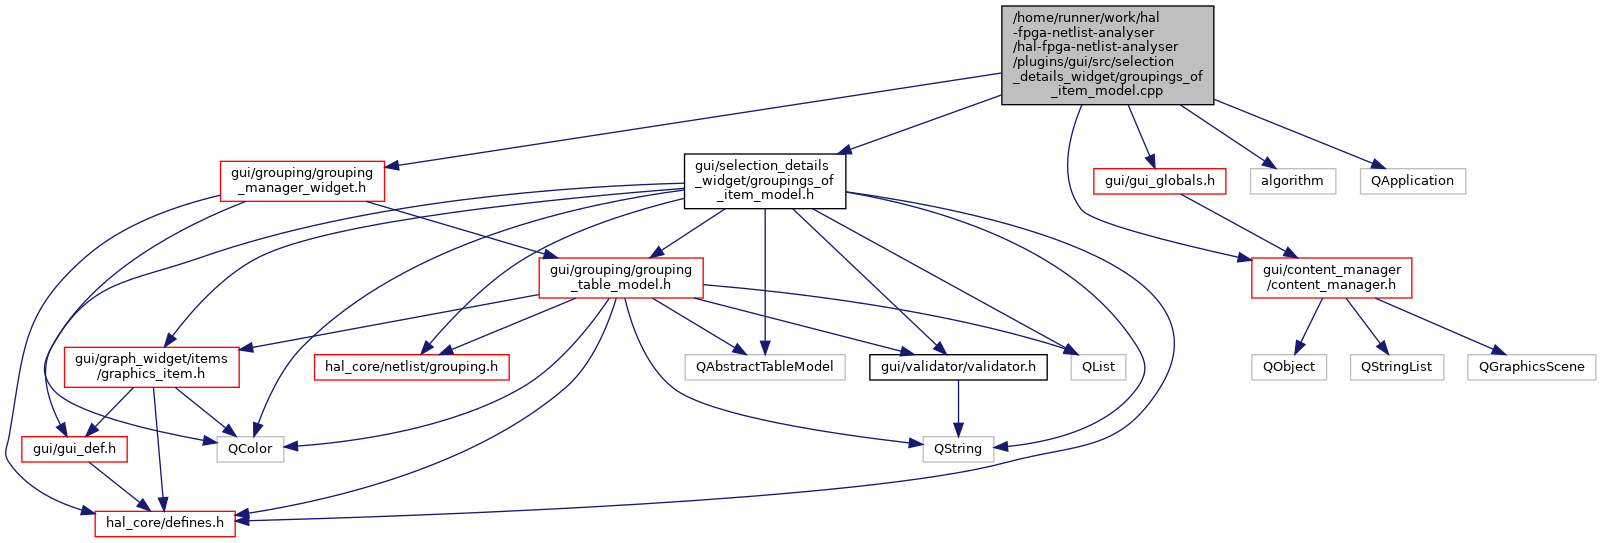 /home/runner/work/hal
-fpga-netlist-analyser
/hal-fpga-netlist-analyser
/plugins/gui/src/selection
_details_widget/groupings_of
_item_model.cpp
gui/grouping/grouping
_manager_widget.h
gui/selection_details
_widget/groupings_of
_item_model.h
gui/gui_globals.h
algorithm
QApplication
gui/grouping/grouping
_table_model.h
gui/content_manager
/content_manager.h
gui/graph_widget/items
/graphics_item.h
hal_core/netlist/grouping.h
QAbstractTableModel
gui/validator/validator.h
QList
QObject
QStringList
QGraphicsScene
gui/gui_def.h
QColor
QString
hal_core/defines.h